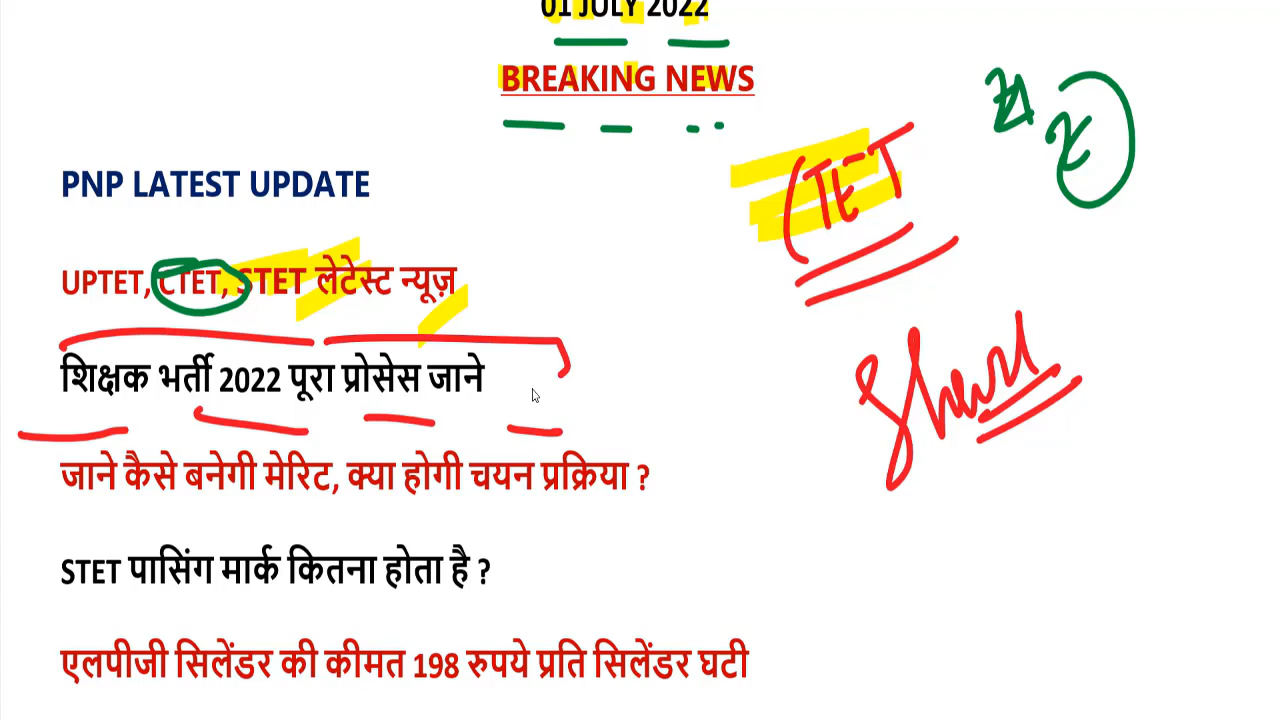 01 JULY 2022
BREAKING NEWS
PNP LATEST UPDATE
CTET
UPTET, CTET, STET लेटेस्ट न्यूज़
शिक्षक भर्ती 2022 पूरा प्रोसेस जाने
जाने कैसे बनेगी मेरिट, क्या होगी चयन प्रक्रिया ?
STET पासिंग मार्क कितना होता है ?
एलपीजी सिलेंडर की कीमत 198 रुपये प्रति सिलेंडर घटी